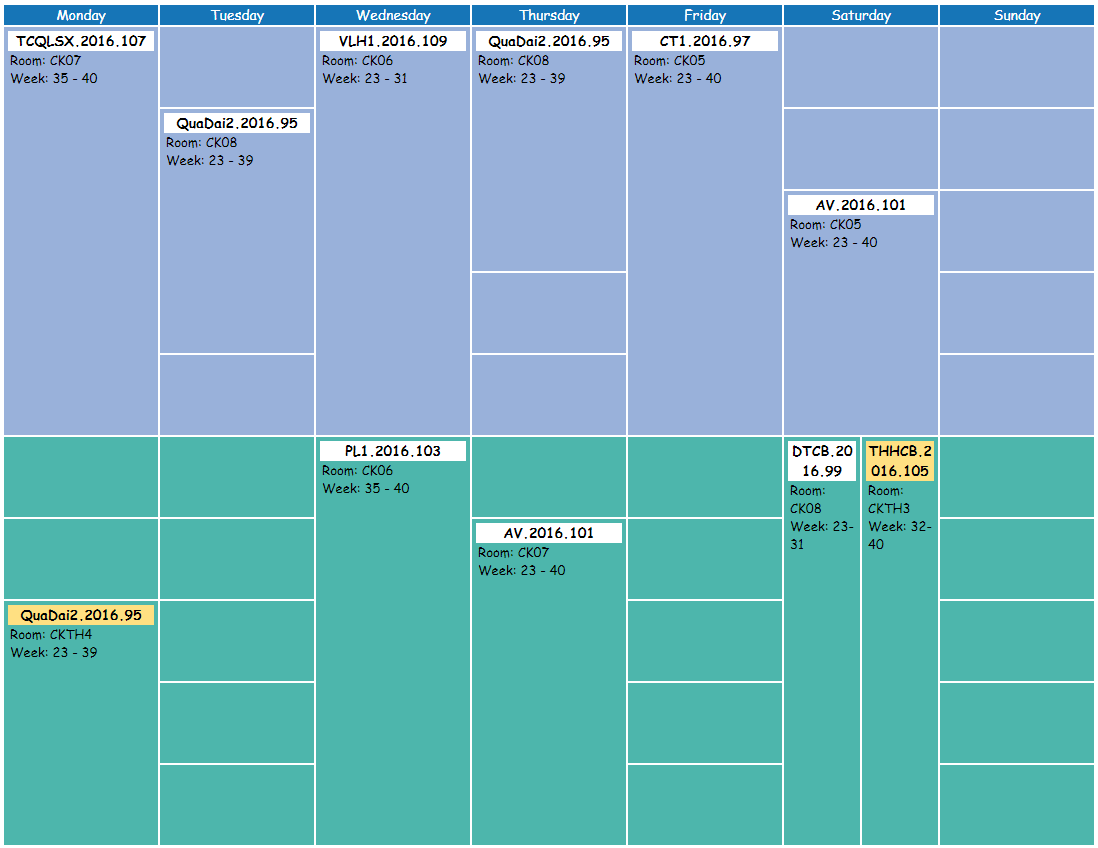 Monday Tuesday Wednesday Thursday Friday Saturday Sunday
TCQLSX.2016.107
Room: CK07
Week: 35 - 40
VLH1.2016.109
Room: CK06
Week: 23 - 31
QuaDai2.2016.95
Room: CK08
Week: 23 - 39
CT1.2016.97
Room: CK05
Week: 23 - 40
QuaDai2.2016.95
Room: CK08
Week: 23 - 39
AV.2016.101
Room: CK05
Week: 23 - 40
PL1.2016.103
Room: CK06
Week: 35 - 40
DTCB.20
16.99
Room:
CK08
Week: 23-
31
THHCB.2
016.105
Room:
CKTH3
Week: 32-
40
AV.2016.101
Room: CK07
Week: 23 - 40
QuaDai2.2016.95
Room: CKTH4
Week: 23 - 39